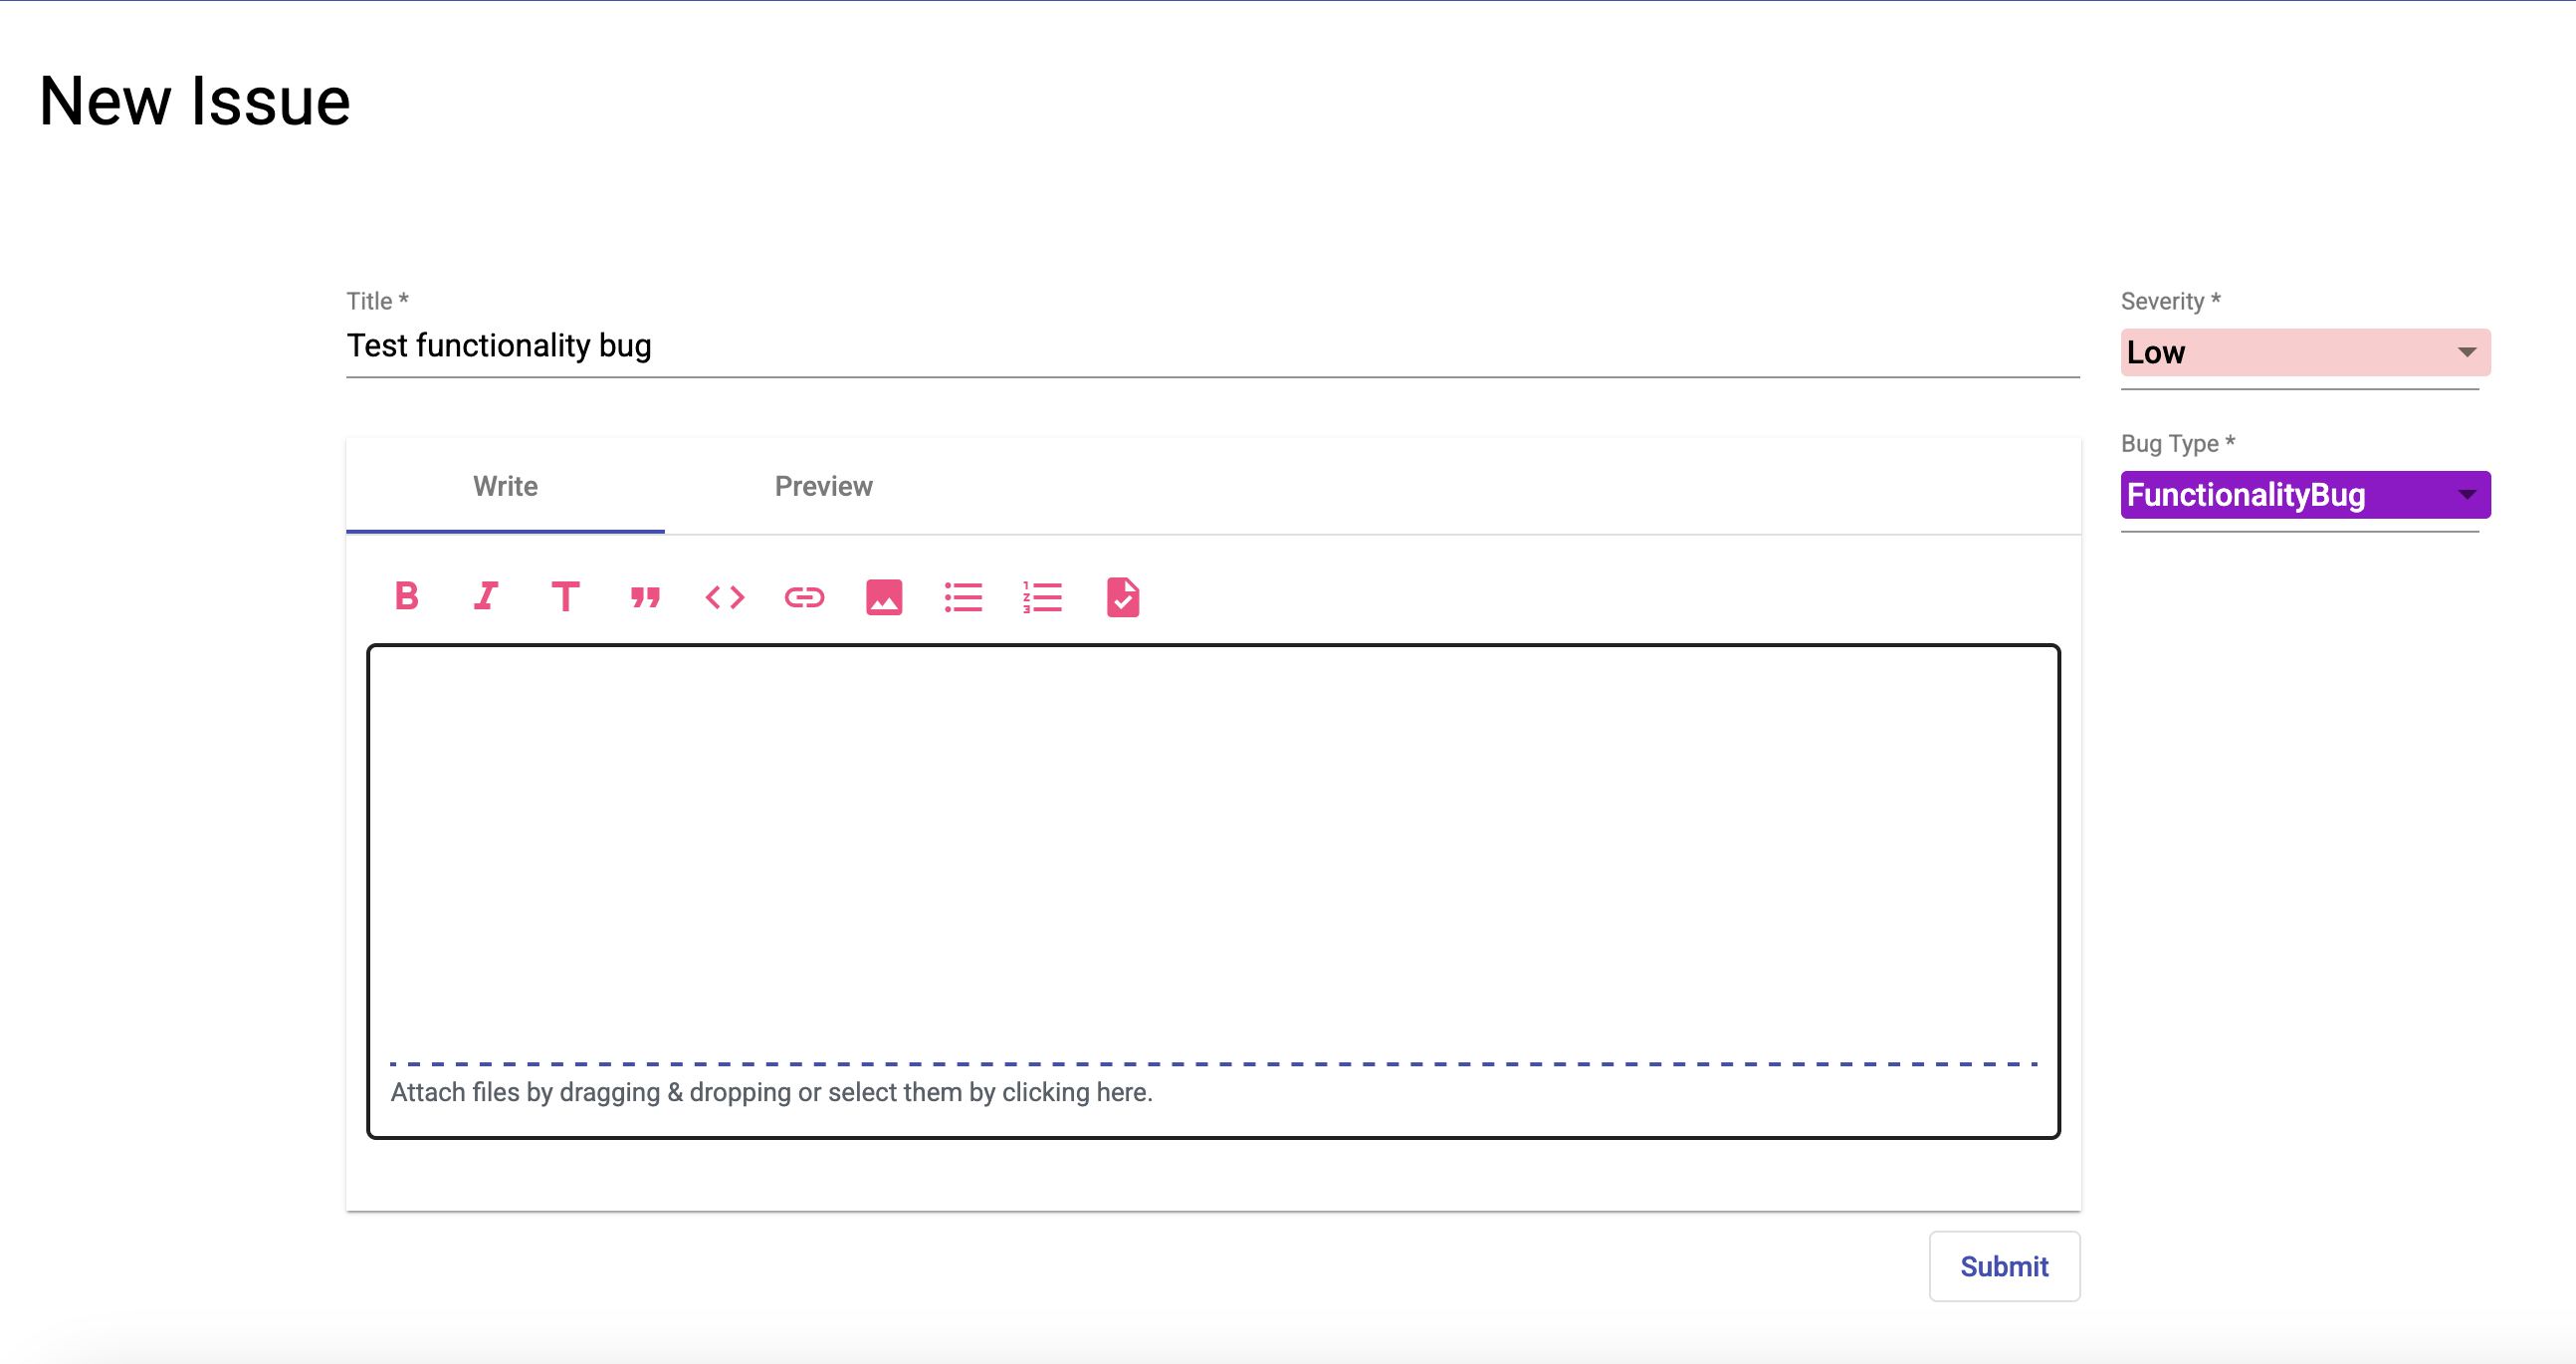 New Issue
Title *
Test functionality bug
Severity *
Low
Bug Type *
FunctionalityBug
Write Preview
Attach files by dragging & dropping or select them by clicking here.
Submit